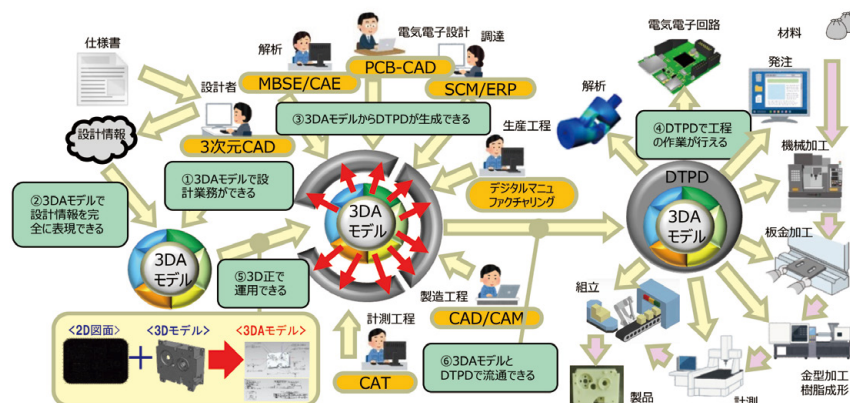 仕様書
設計情報
設計者
3次元CAD
解析
MBSE/CAE
電気電子設計
PCB-CAD
調達
SCM/ERP
①3DAモデルで設
計業務ができる
②3DAモデルで
設計情報を完
全に表現できる
③3DAモデルからDTPDが生成できる
生産工程
デジタルマニュ
ファクチャリング
3DA
モデル
3DA
モデル
⑤3D正で
運用できる
<2D図面>
<3Dモデル>
<3DAモデル>
計測工程
CAT
製造工程
CAD/CAM
⑥3DAモデルと
DTPDで流通できる
電気電子回路
解析
④DTPDで工程
の作業が行える
DTPD
3DA
モデル
材料
発注
機械加工
板金加工
金型加工
樹脂成形
計測
組立
製品